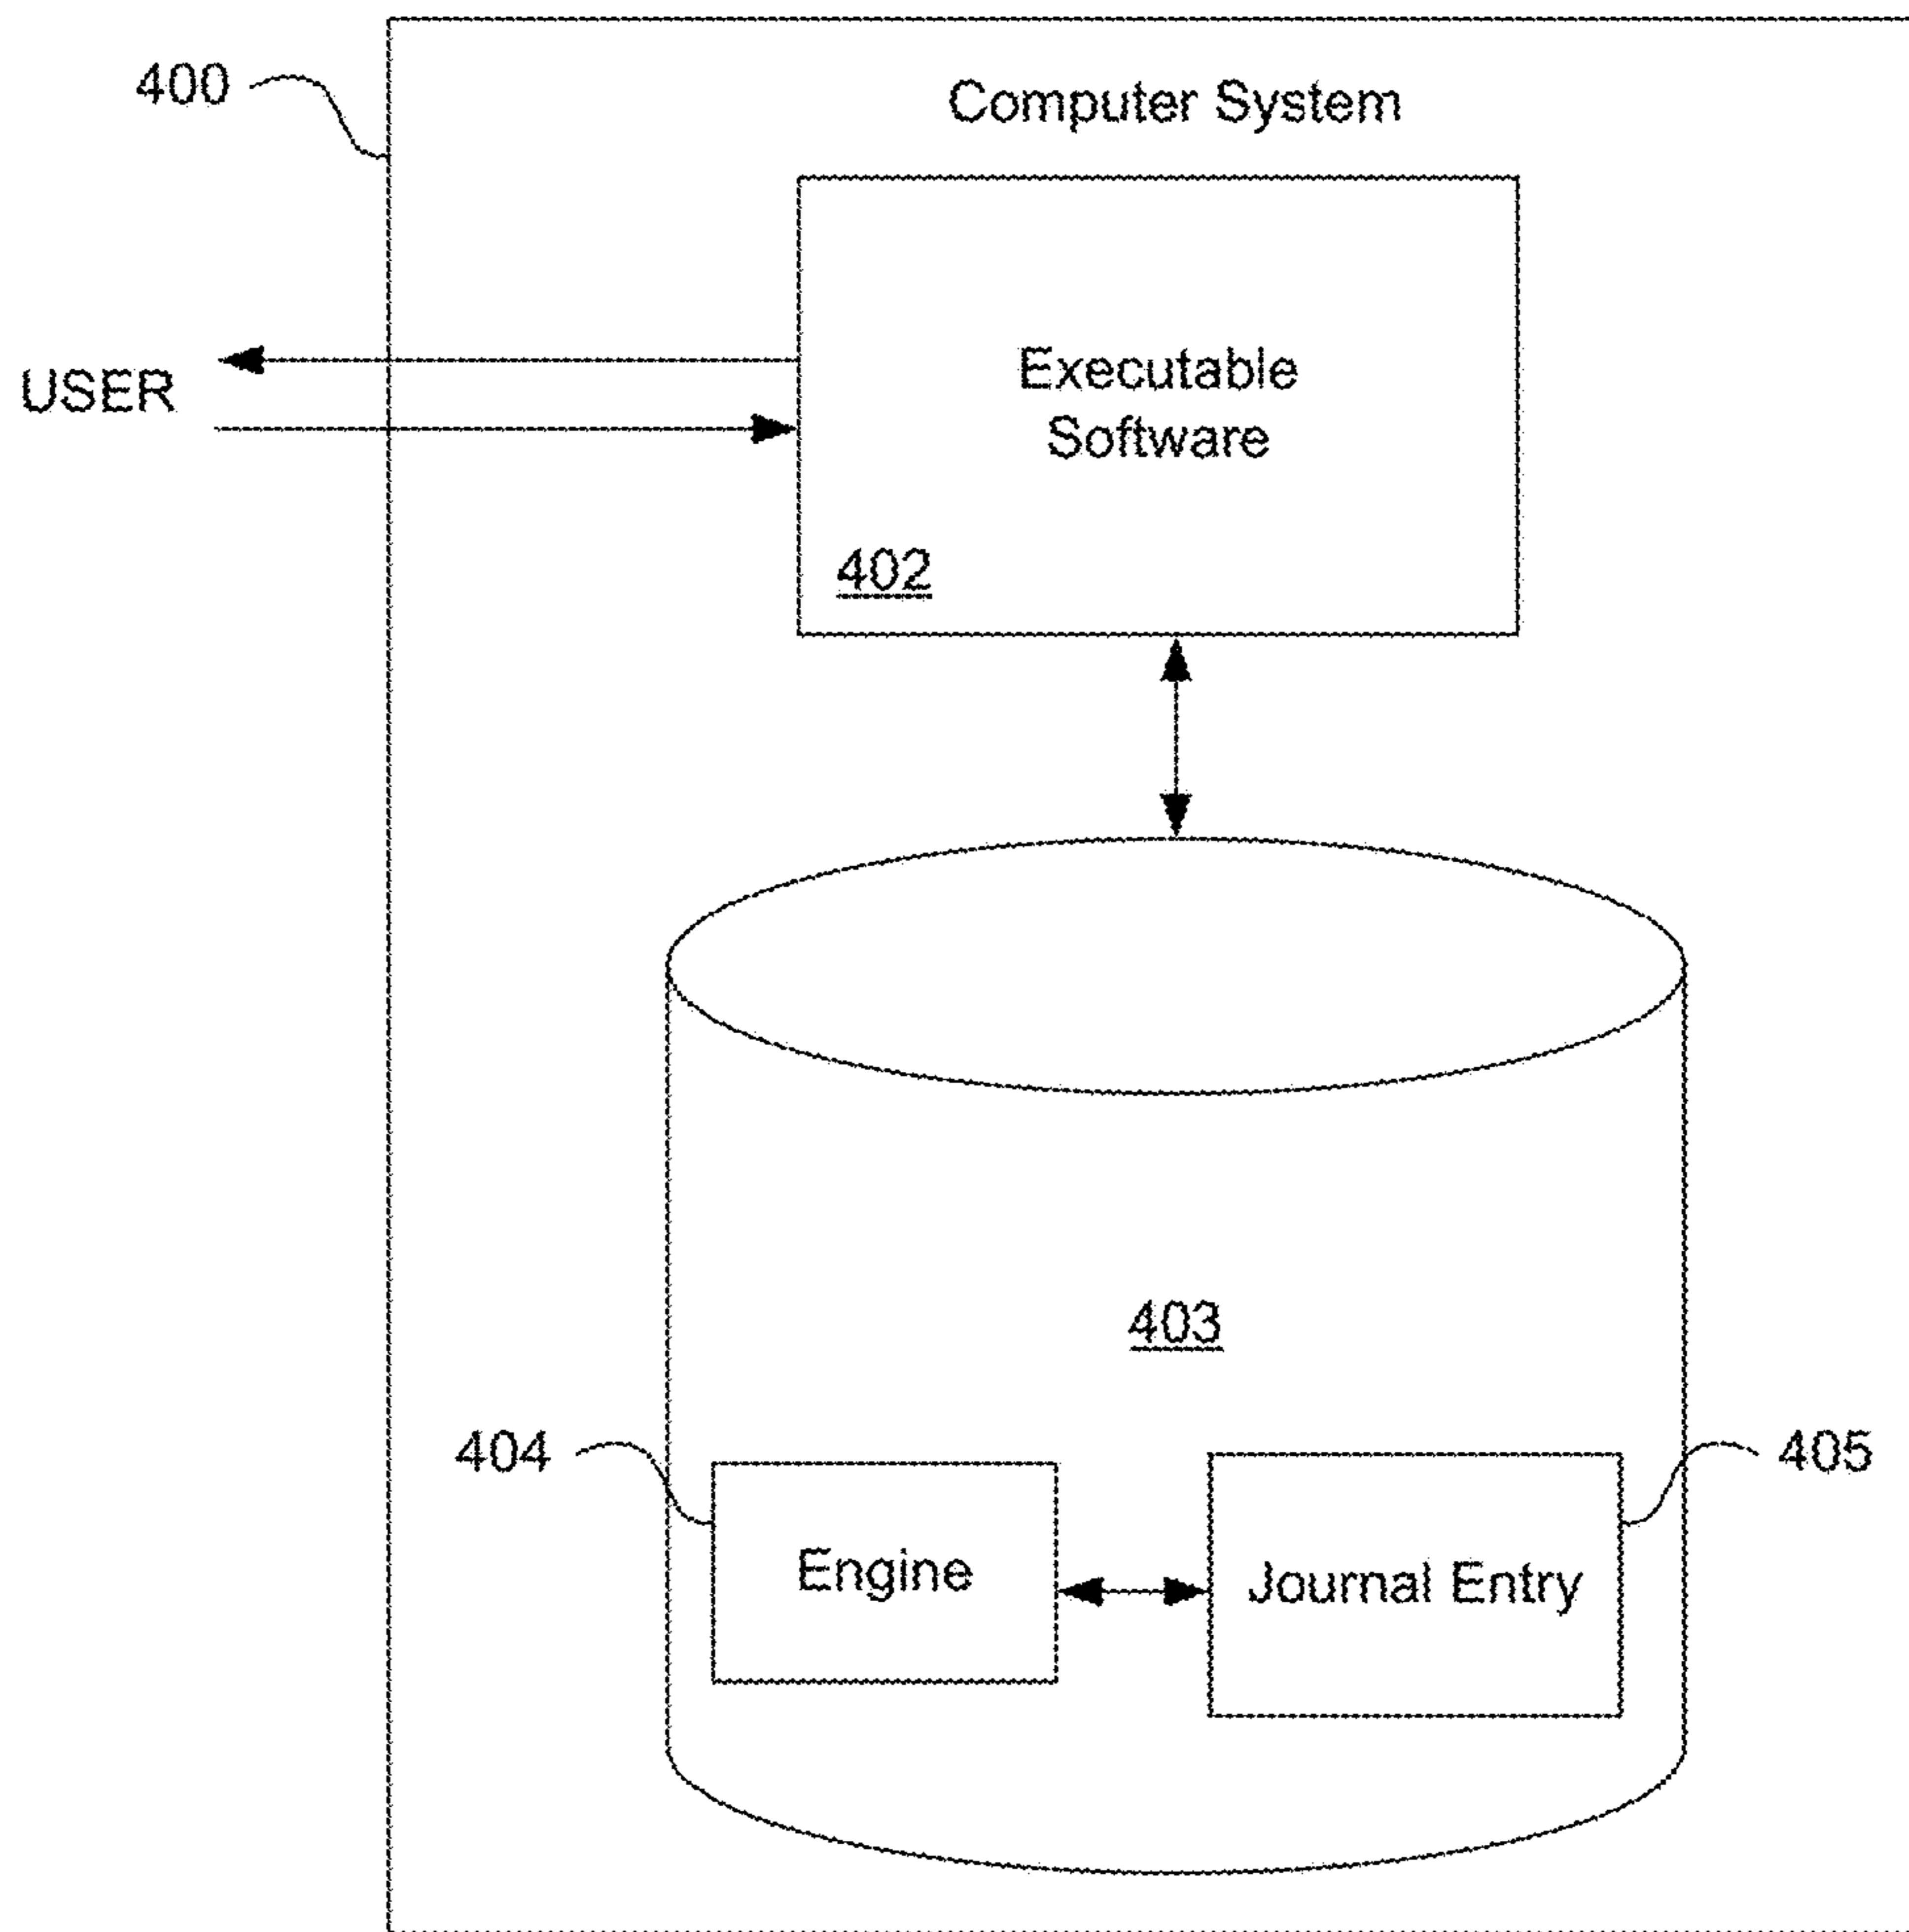 400
Computer System
USER
Executable
Software
402
403
404
405
Engine
Journal Entry